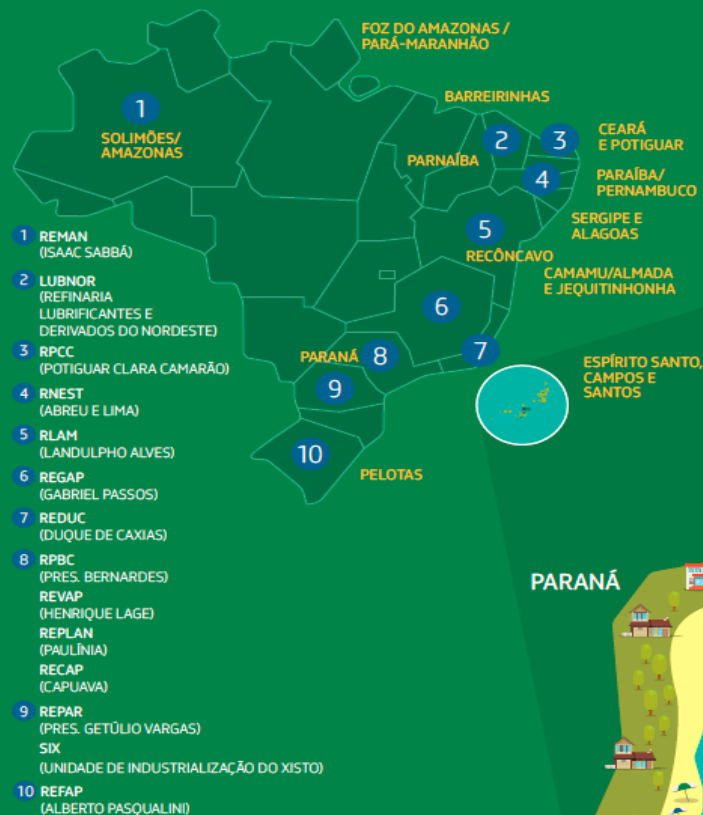 FOZ DO AMAZONAS /
PARÁ-MARANHÃO
BARREIRINHAS
1
SOLIMÕES/
AMAZONAS
2
3
CEARÁ
E POTIGUAR
PARNAÍBA
4
PARAÍBA/
PERNAMBUCO
5
RECÔNCAVO
SERGIPE E
ALAGOAS
CAMAMU/ALMADA
E JEQUITINHONHA
6
7
PARANÁ
8
ESPÍRITO SANTO,
CAMPOS E
SANTOS
9
10
PELOTAS
1 REMAN
(ISAAC SABBÁ)
2 LUBNOR
(REFINARIA
LUBRIFICANTES E
DERIVADOS DO NORDESTE)
3 RPCC
(POTIGUAR CLARA CAMARÃO)
4 RNEST
(ABREU E LIMA)
5 RLAM
(LANDULPHO ALVES)
6 REGAP
(GABRIEL PASSOS)
7 REDUC
(DUQUE DE CAXIAS)
8 RPBC
(PRES. BERNARDES)
REVAP
(HENRIQUE LAGE)
REPLAN
(PAULÍNIA)
RECAP
(CAPUAVA)
9 REPAR
(PRES. GETÚLIO VARGAS)
SIX
(UNIDADE DE INDUSTRIALIZAÇÃO DO XISTO)
10 REFAP
(ALBERTO PASQUALINI)
PARANÁ